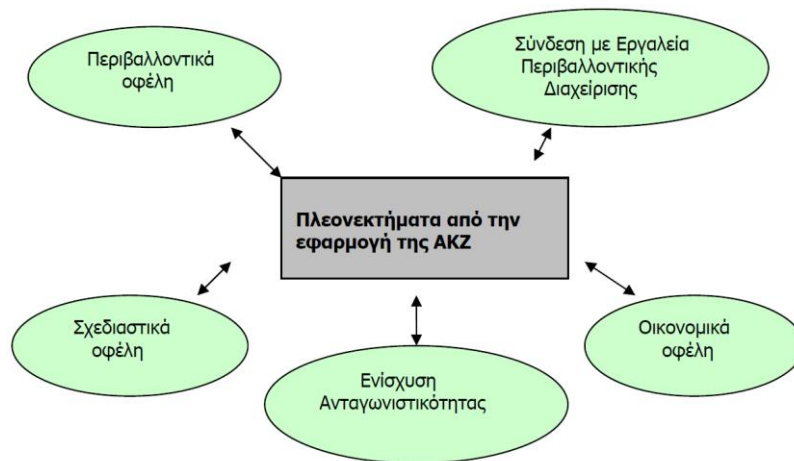 Περιβαλλοντικά
οφέλη
Σύνδεση με Εργαλεία
Περιβαλλοντικής
Διαχείρισης
Πλεονεκτήματα από την
εφαρμογή της ΑΚΖ
Σχεδιαστικά
οφέλη
Ενίσχυση
Ανταγωνιστικότητας
Οικονομικά
οφέλη